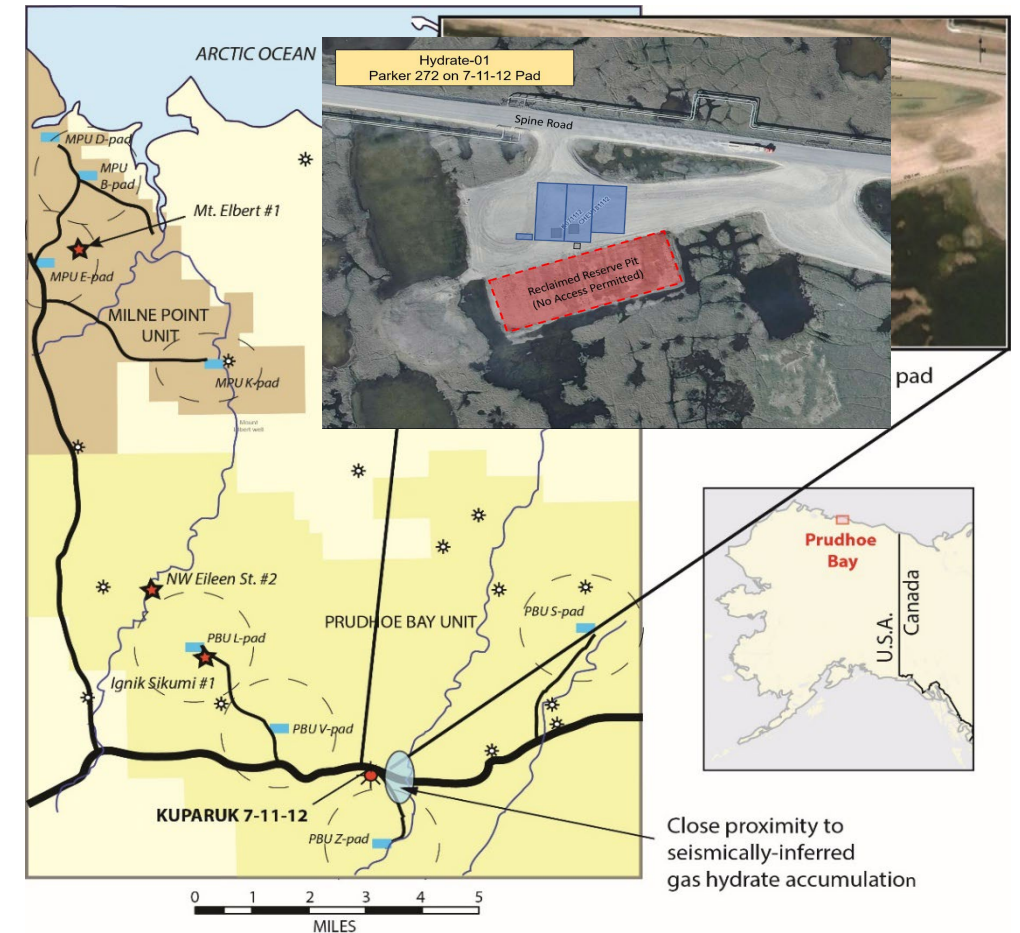 ARCTIC OCEAN
Hydrate-01
Parker 272 on 7-11-12 Pad
Spine Road
Reclaimed Reserve Pit
(No Access Permitted)
MPU D-pad
MPU
B-pad
Mt. Elbert #1
MPU E-pad
MILNE POINT
UNIT
MPU K-pad
Mount
Elbert well
pad
NW Eileen St. #2
PRUDHOE BAY UNIT
PBU S-pad
PBU L-pad
Ignik Sikumi #1
PBU V-pad
KUPARUK 7-11-12
PBU Z-pad
Prudhoe
Bay
U.S.A.
Canada
Close proximity to
seismically-inferred
gas hydrate accumulation
0 1 2 3 4 5
MILES